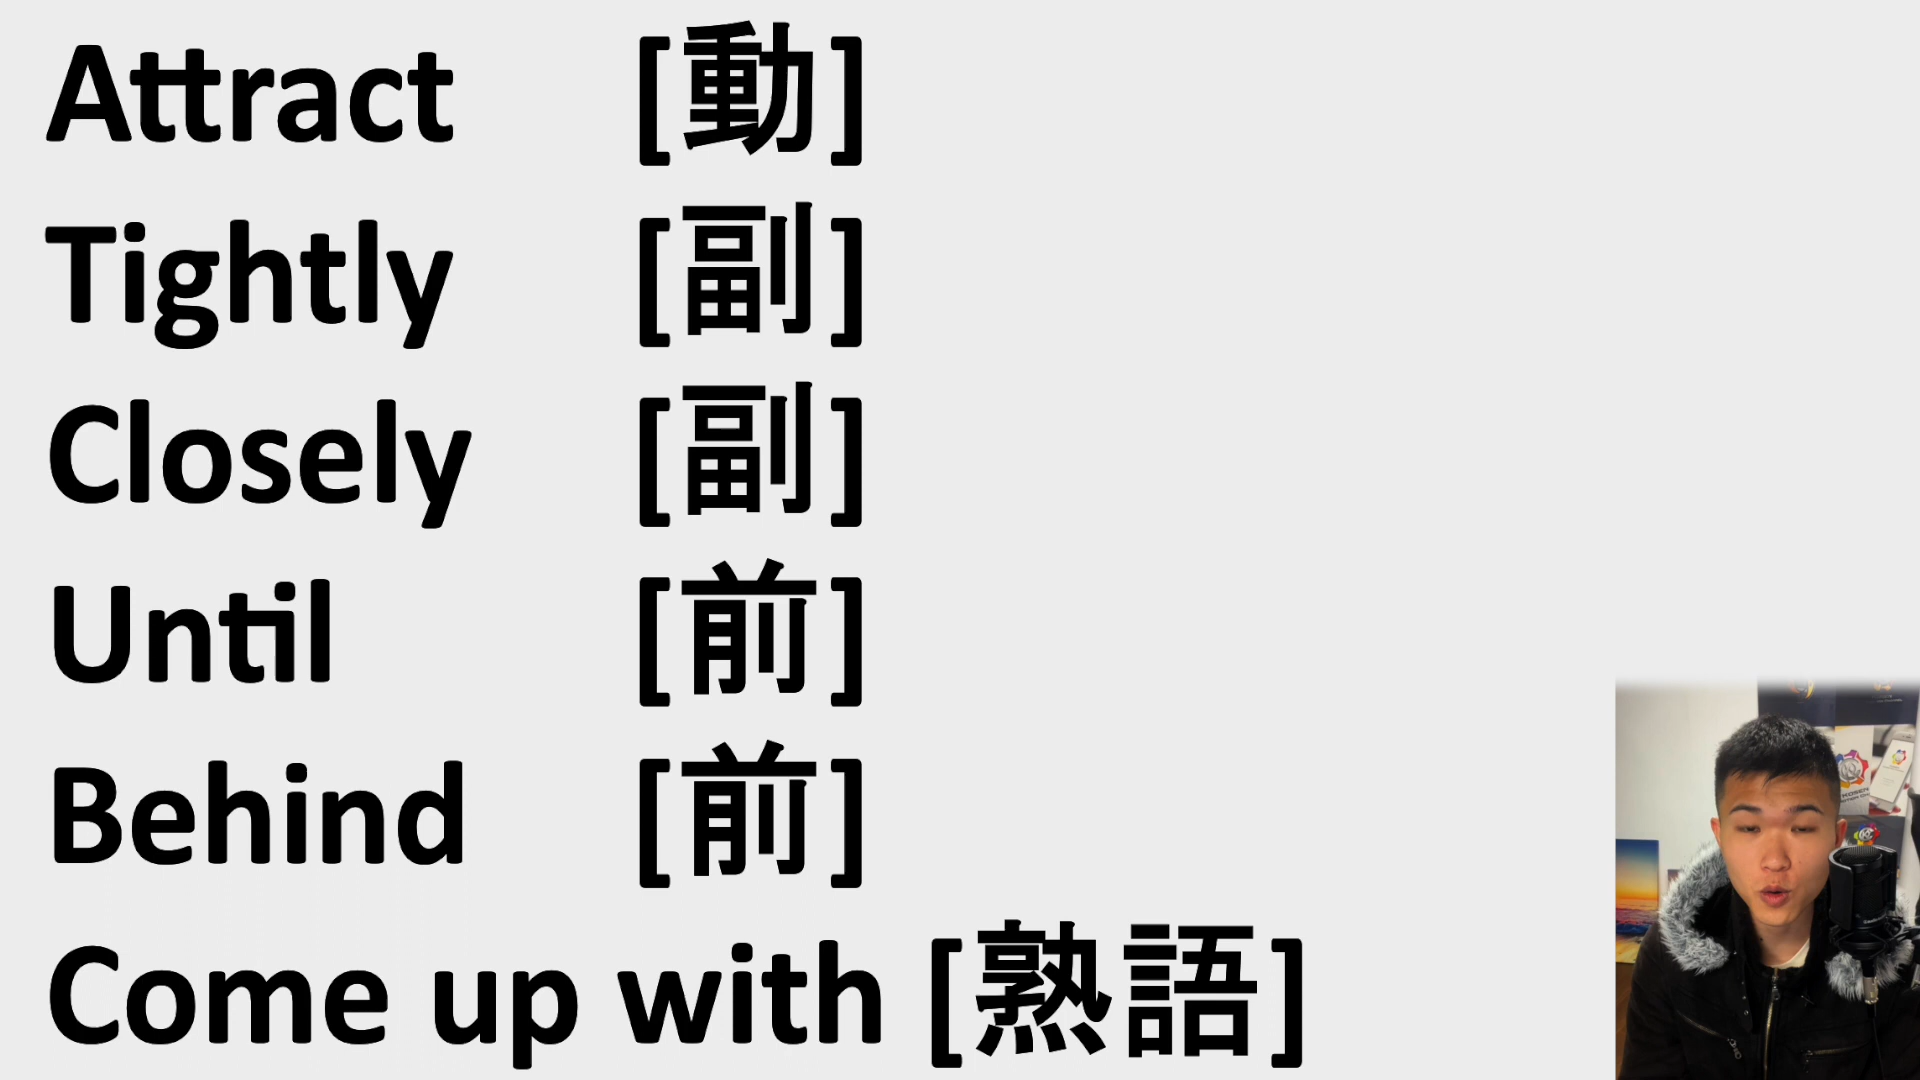 Attract [動]
Tightly [副]
Closely [副]
Until [前]
Behind [前]
Come up with [熟語]